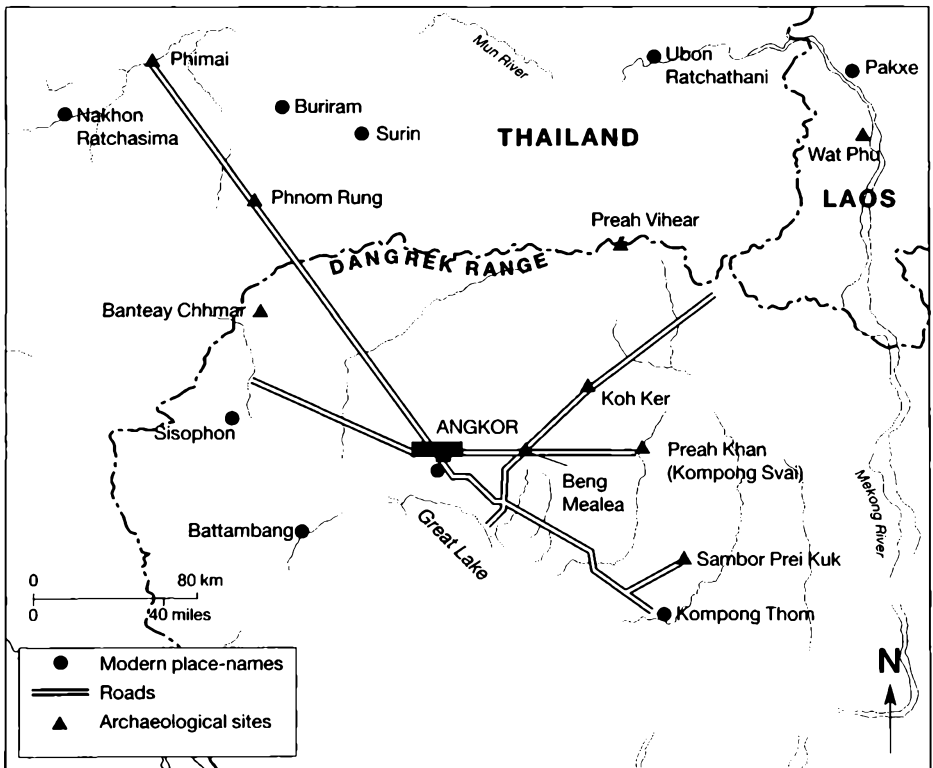 Phimai
Mun River
Ubon
Ratchathani
Pakxe
Nakhon
Ratchasima
Buriram
Surin
THAILAND
Wat Phu
LAOS
Phnom Rung
Preah Vihear
DANGREK RANGE
Banteay Chhmar
Koh Ker
Sisophon
ANGKOR
Preah Khan
(Kompong Svai)
Beng
Mealea
Mekong River
Great Lake
Battambang
Sambor Prei Kuk
Kompong Thom
0 80 km
0 40 miles
N
Modern place-names
Roads
Archaeological sites